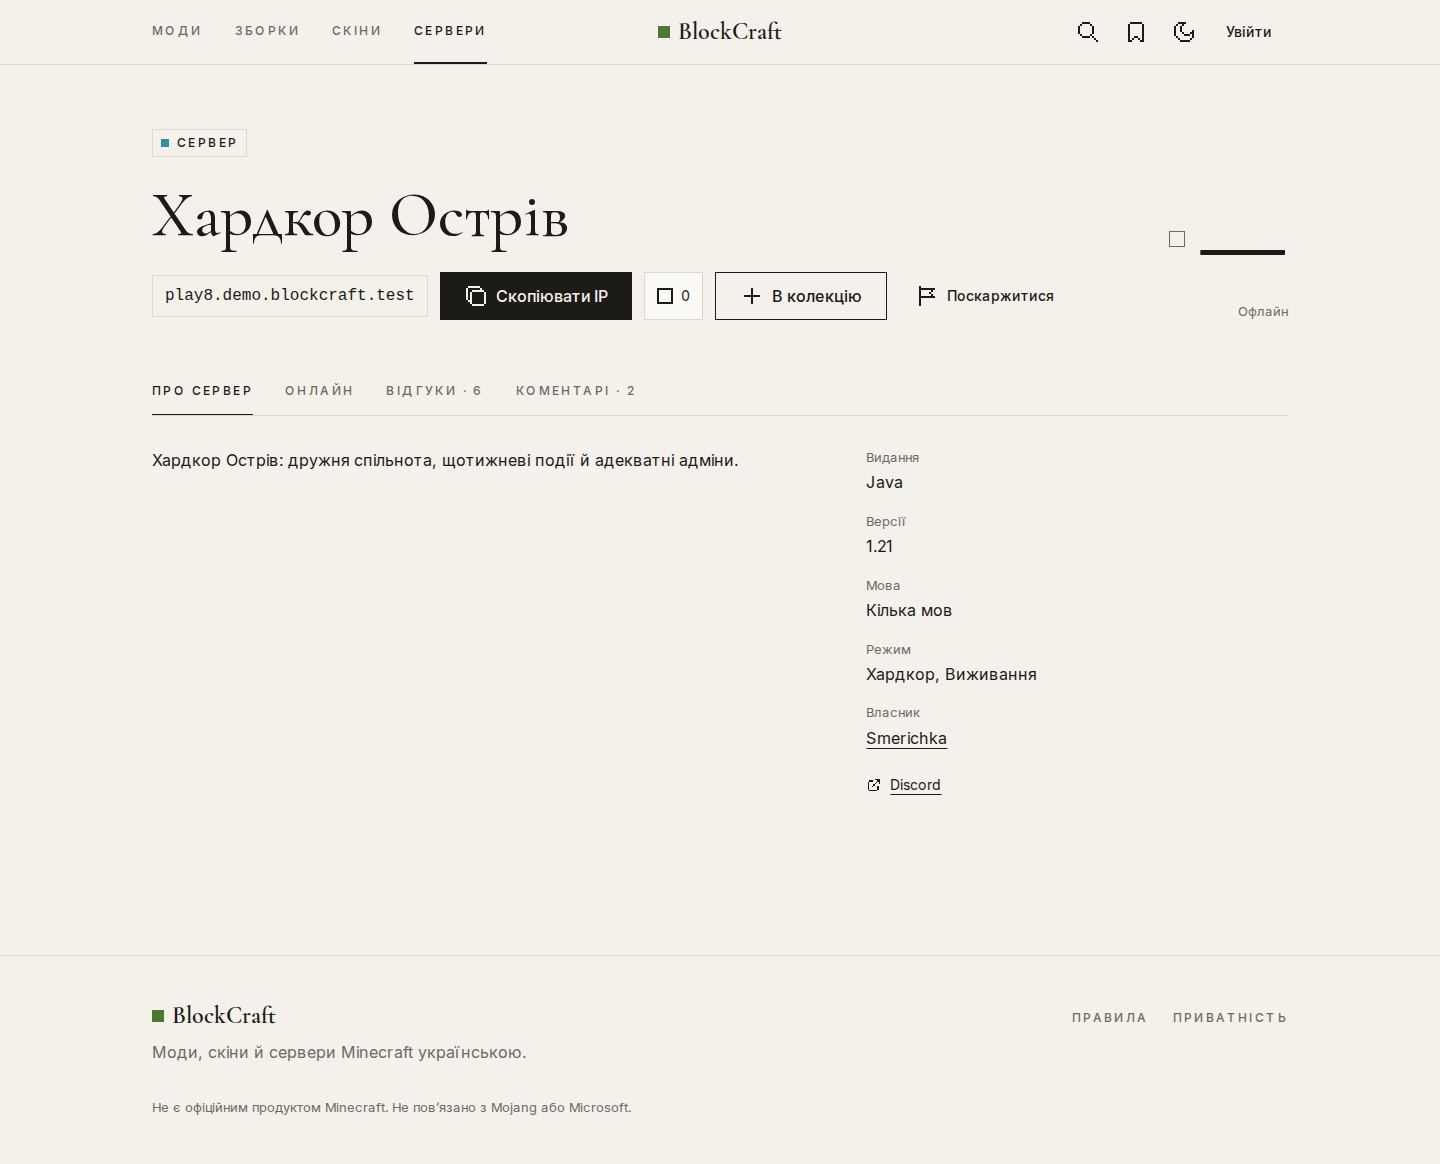 МОДИ ЗБОРКИ СКІНИ СЕРВЕРИ BlockCraft Увійти
СЕРВЕР
Хардкор Острів
—
play8.demo.blockcraft.test Скопіювати IP 0 В колекцію Поскаржитися
Офлайн
ПРО СЕРВЕР ОНЛАЙН ВІДГУКИ · 6 КОМЕНТАРІ · 2
Хардкор Острів: дружня спільнота, щотижневі події й адекватні адміни.
Видання
Java
Версії
1.21
Мова
Кілька мов
Режим
Хардкор, Виживання
Власник
Smerichka
Discord
BlockCraft
Моди, скіни й сервери Minecraft українською.
Не є офіційним продуктом Minecraft. Не пов’язано з Mojang або Microsoft.
ПРАВИЛА ПРИВАТНІСТЬ